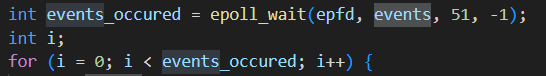 int events_occured = epoll_wait(epfd, events, 51, -1);
int i;
for (i = 0; i < events_occured; i++) {